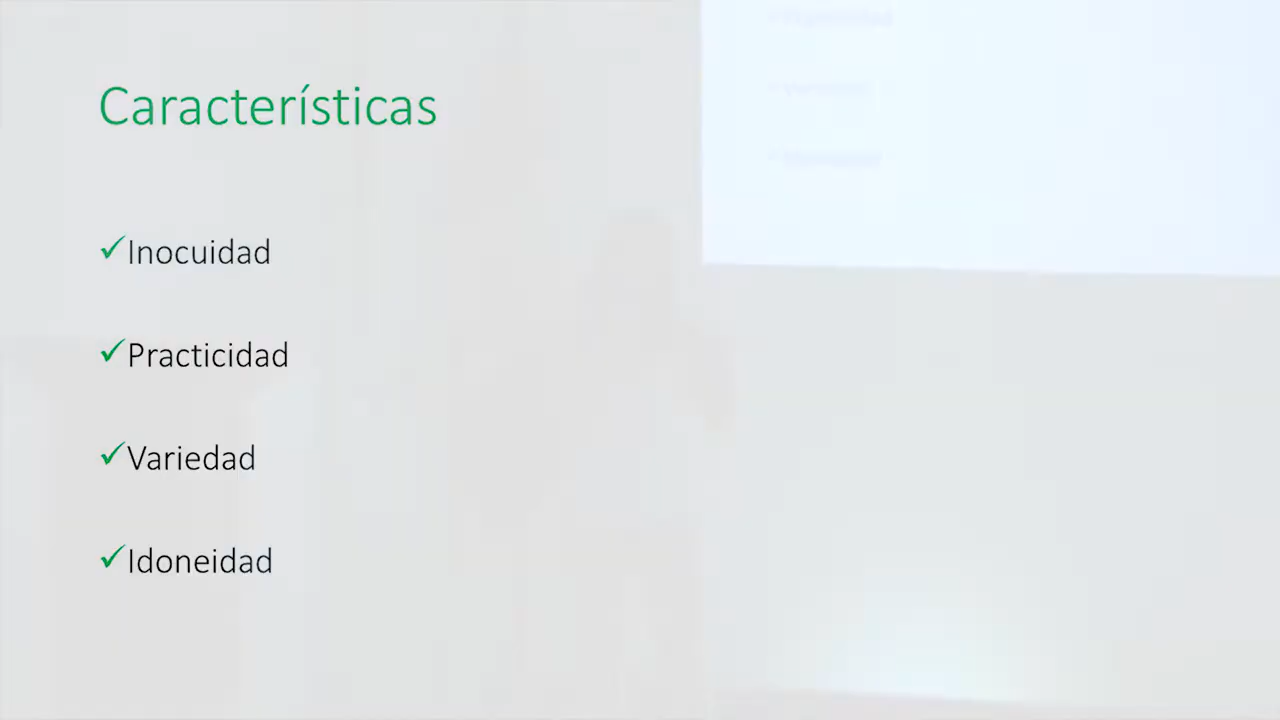 Características
✓Inocuidad
✓Practicidad
✓Variedad
✓Idoneidad